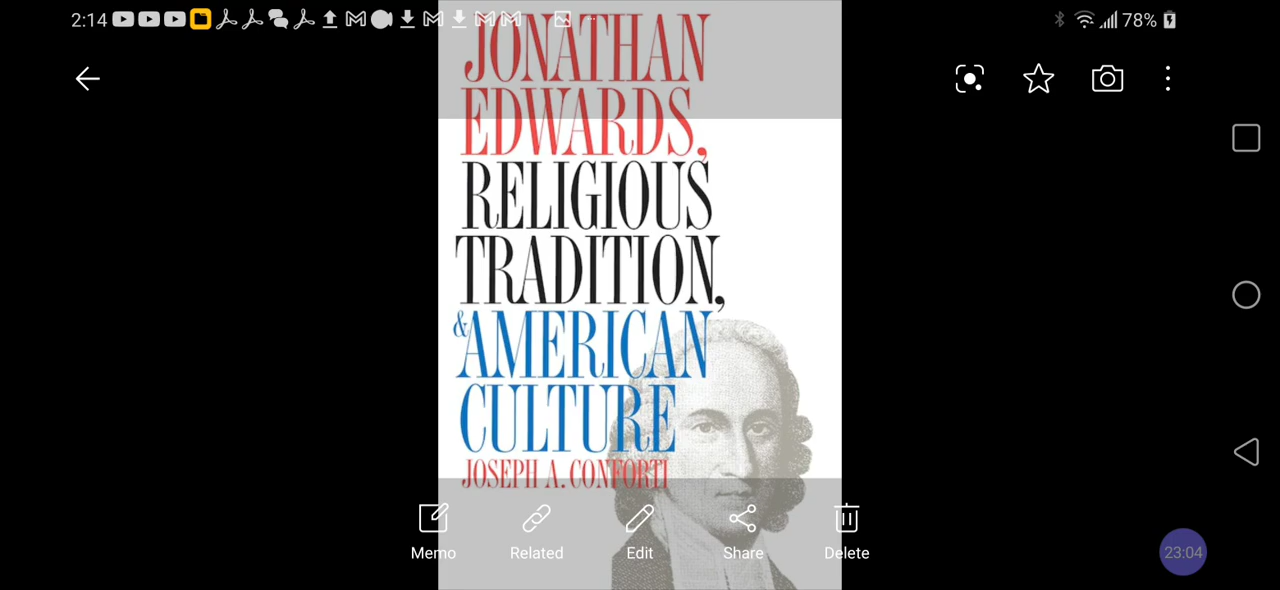 2:14
78%
JONATHAN
EDWARDS,
RELIGIOUS
TRADITION,
& AMERICAN
CULTURE
JOSEPH A. CONFORTI
Memo Related Edit Share Delete
23:04